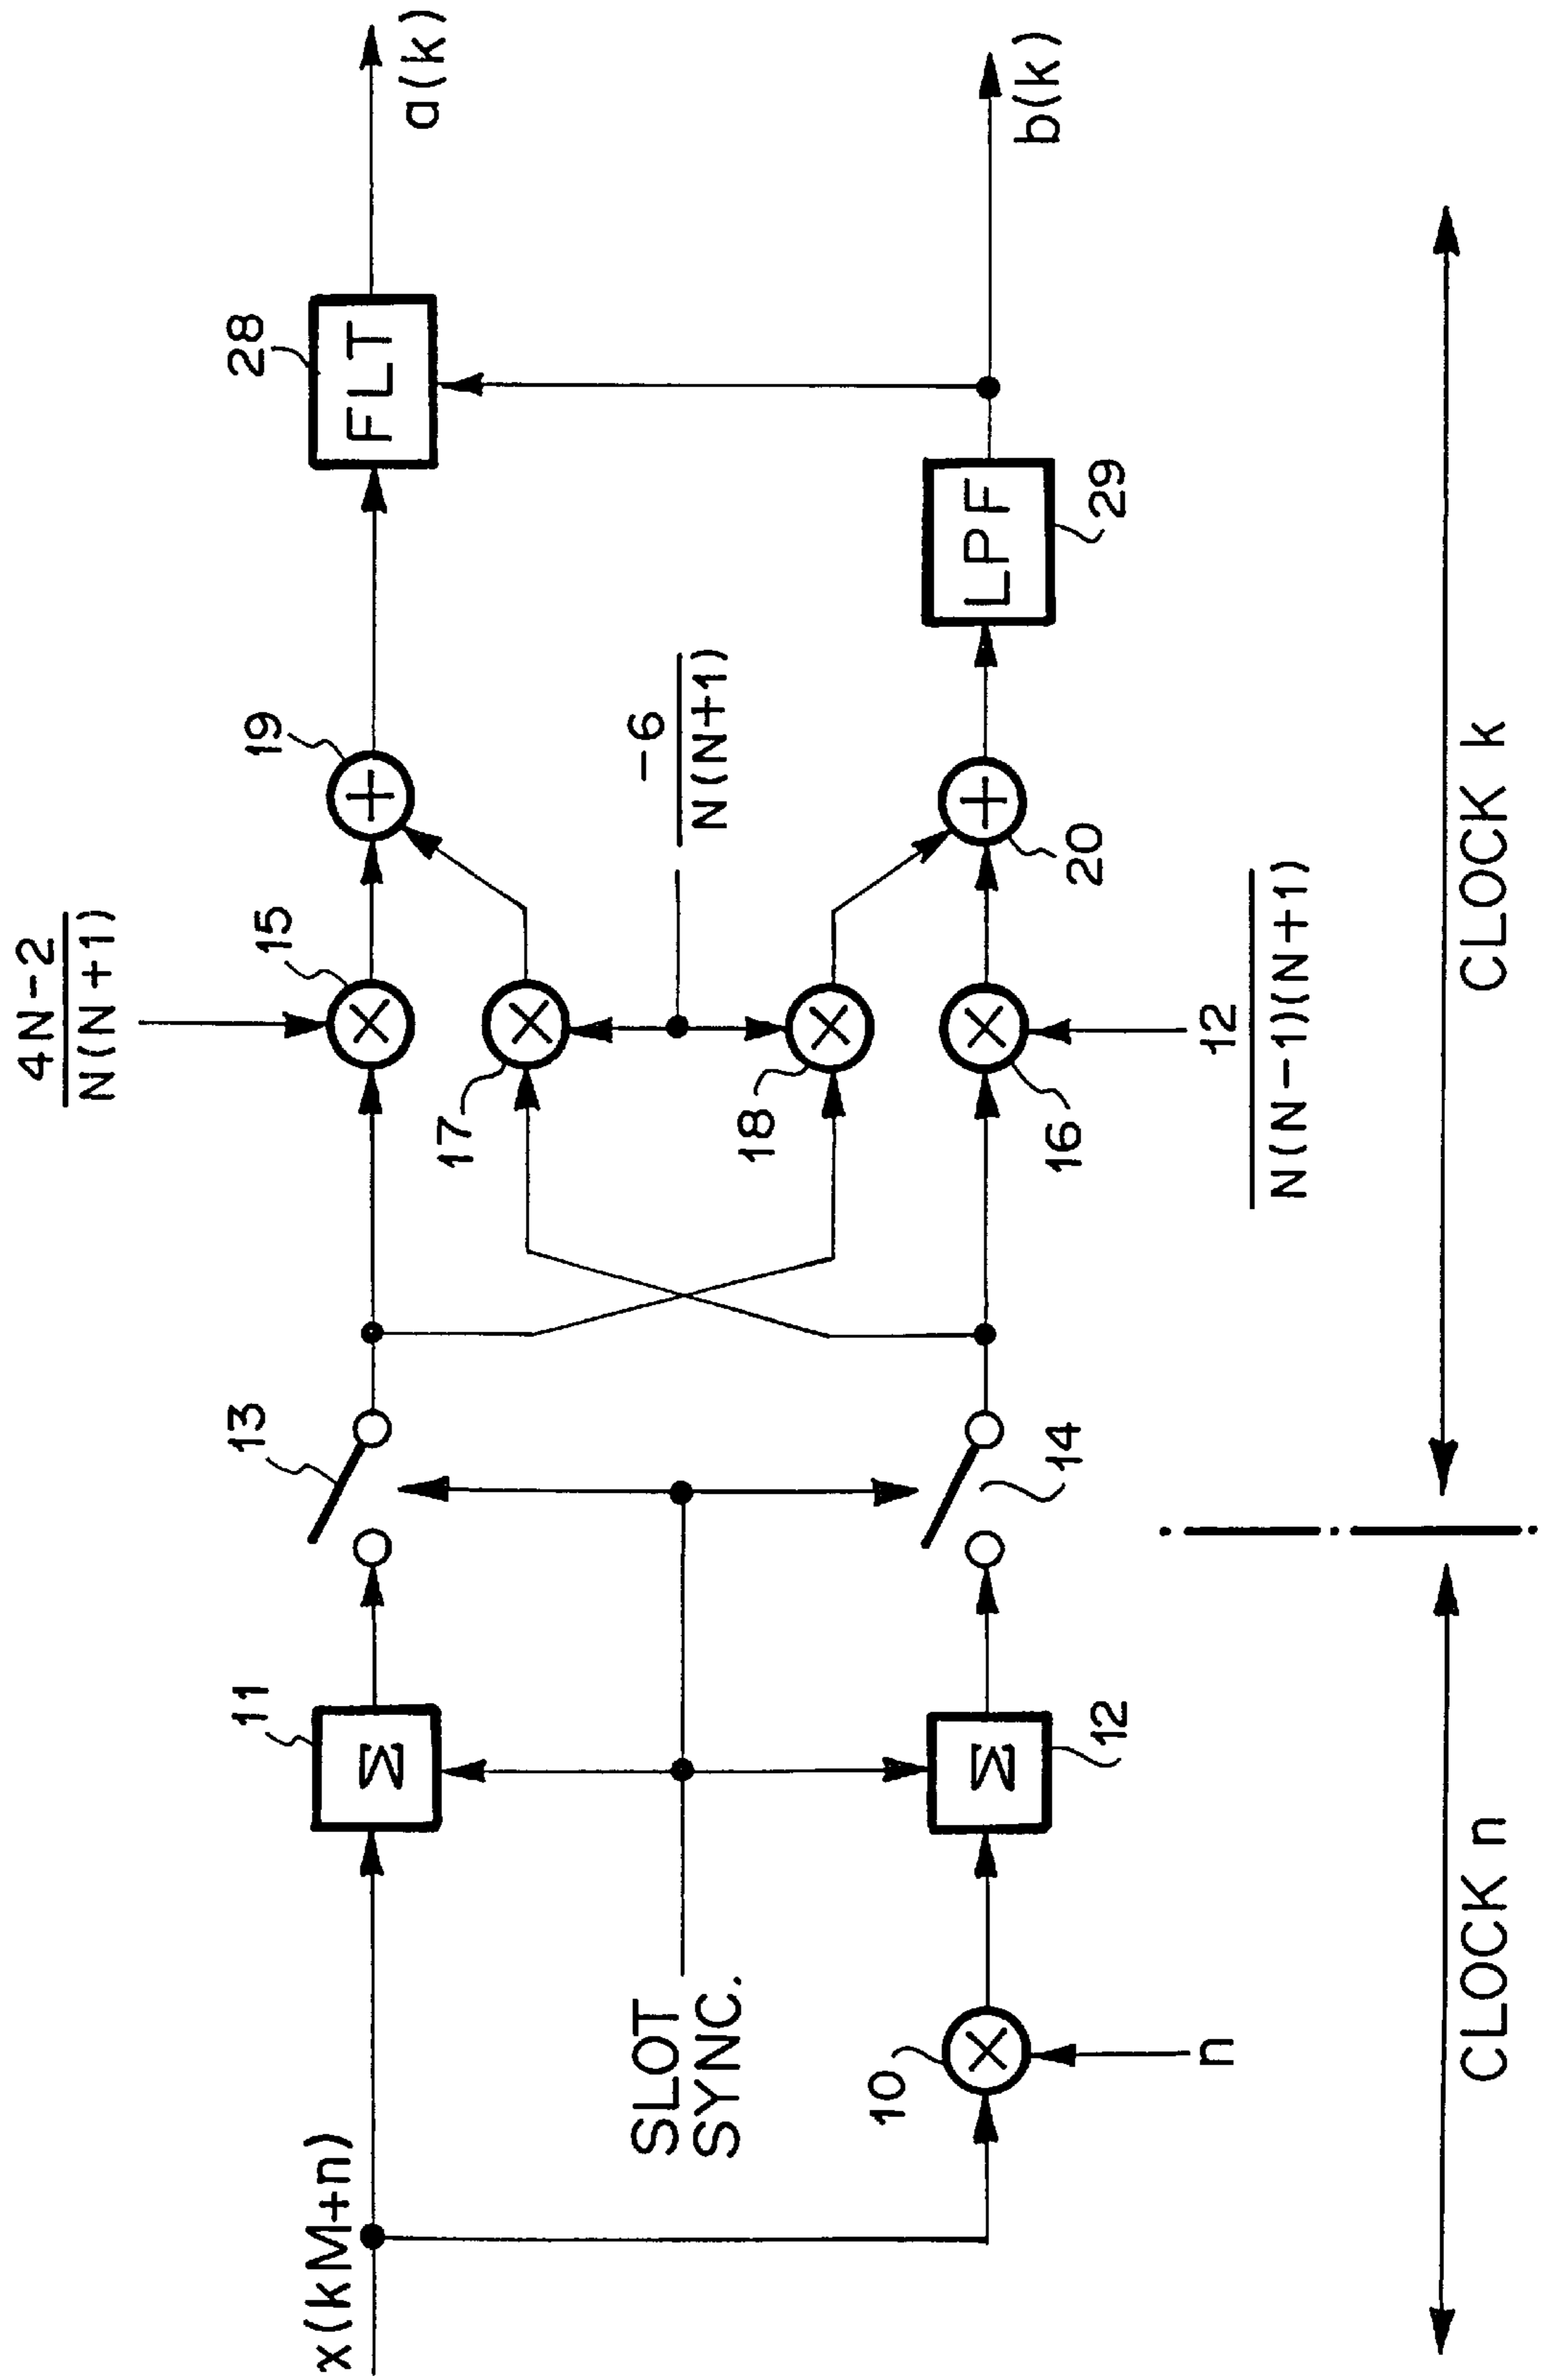 x(kM+n)
11
Σ
13
4N-2
N(N+1)
15
×
19
+
28
FLT
a(k)
17
×
SLOT
SYNC.
-6
N(N+1)
18
×
10
×
n
12
Σ
14
16
×
12
N(N-1)(N+1)
20
+
LPF
29
b(k)
CLOCK n
CLOCK k